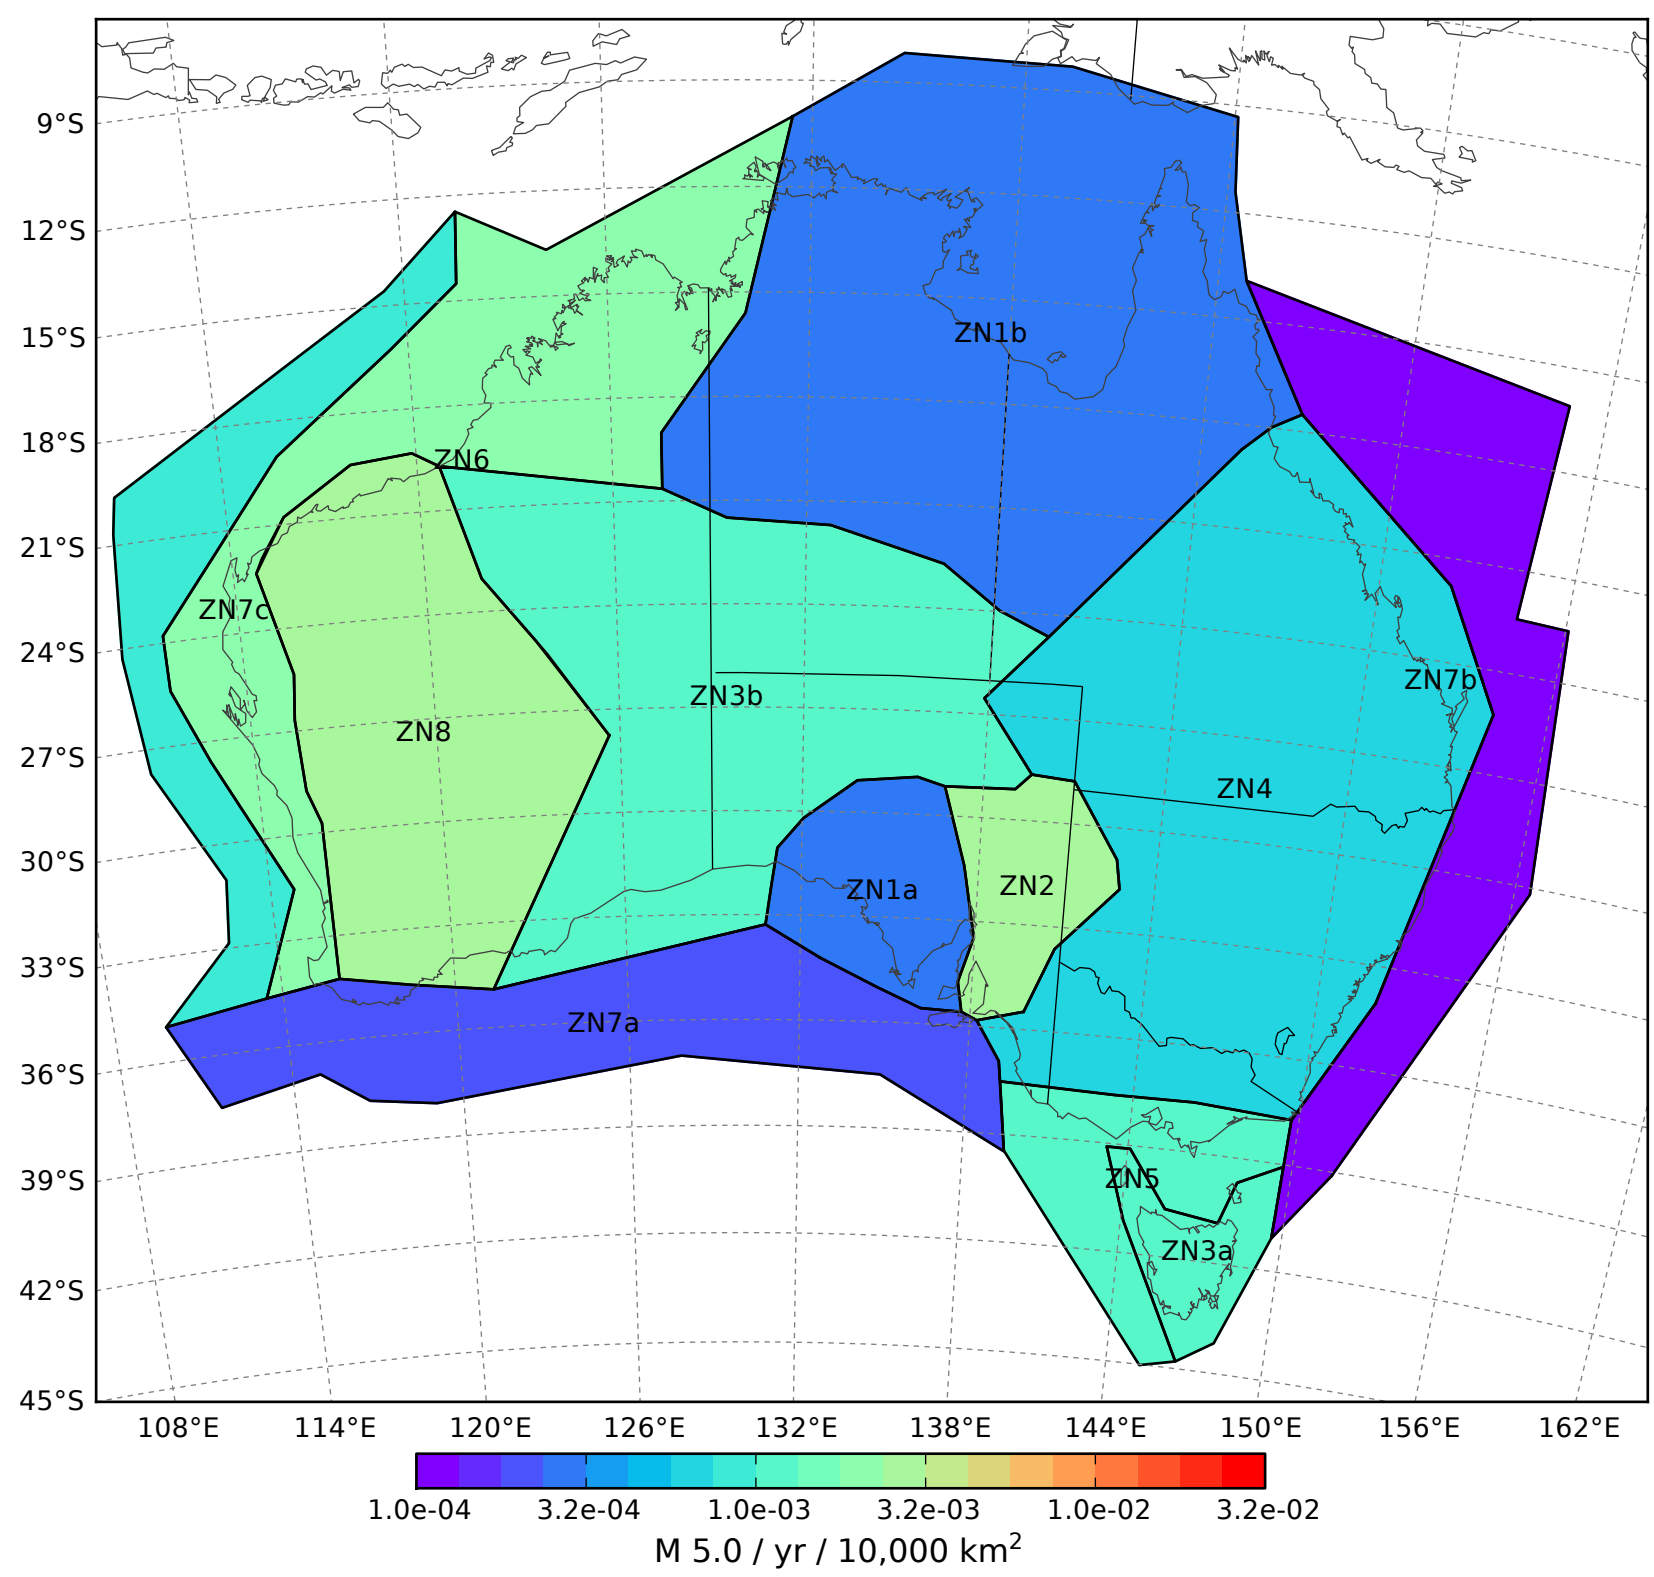 9°S
12°S
15°S
ZN1b
18°S
ZN6
21°S
ZN7c
24°S
ZN7b
ZN3b
ZN8
27°S
ZN4
30°S
ZN1a
ZN2
33°S
ZN7a
36°S
39°S
ZN5
ZN3a
42°S
45°S
108°E 114°E 120°E 126°E 132°E 138°E 144°E 150°E 156°E 162°E
1.0e-04 3.2e-04 1.0e-03 3.2e-03 1.0e-02 3.2e-02
M 5.0 / yr / 10,000 km²